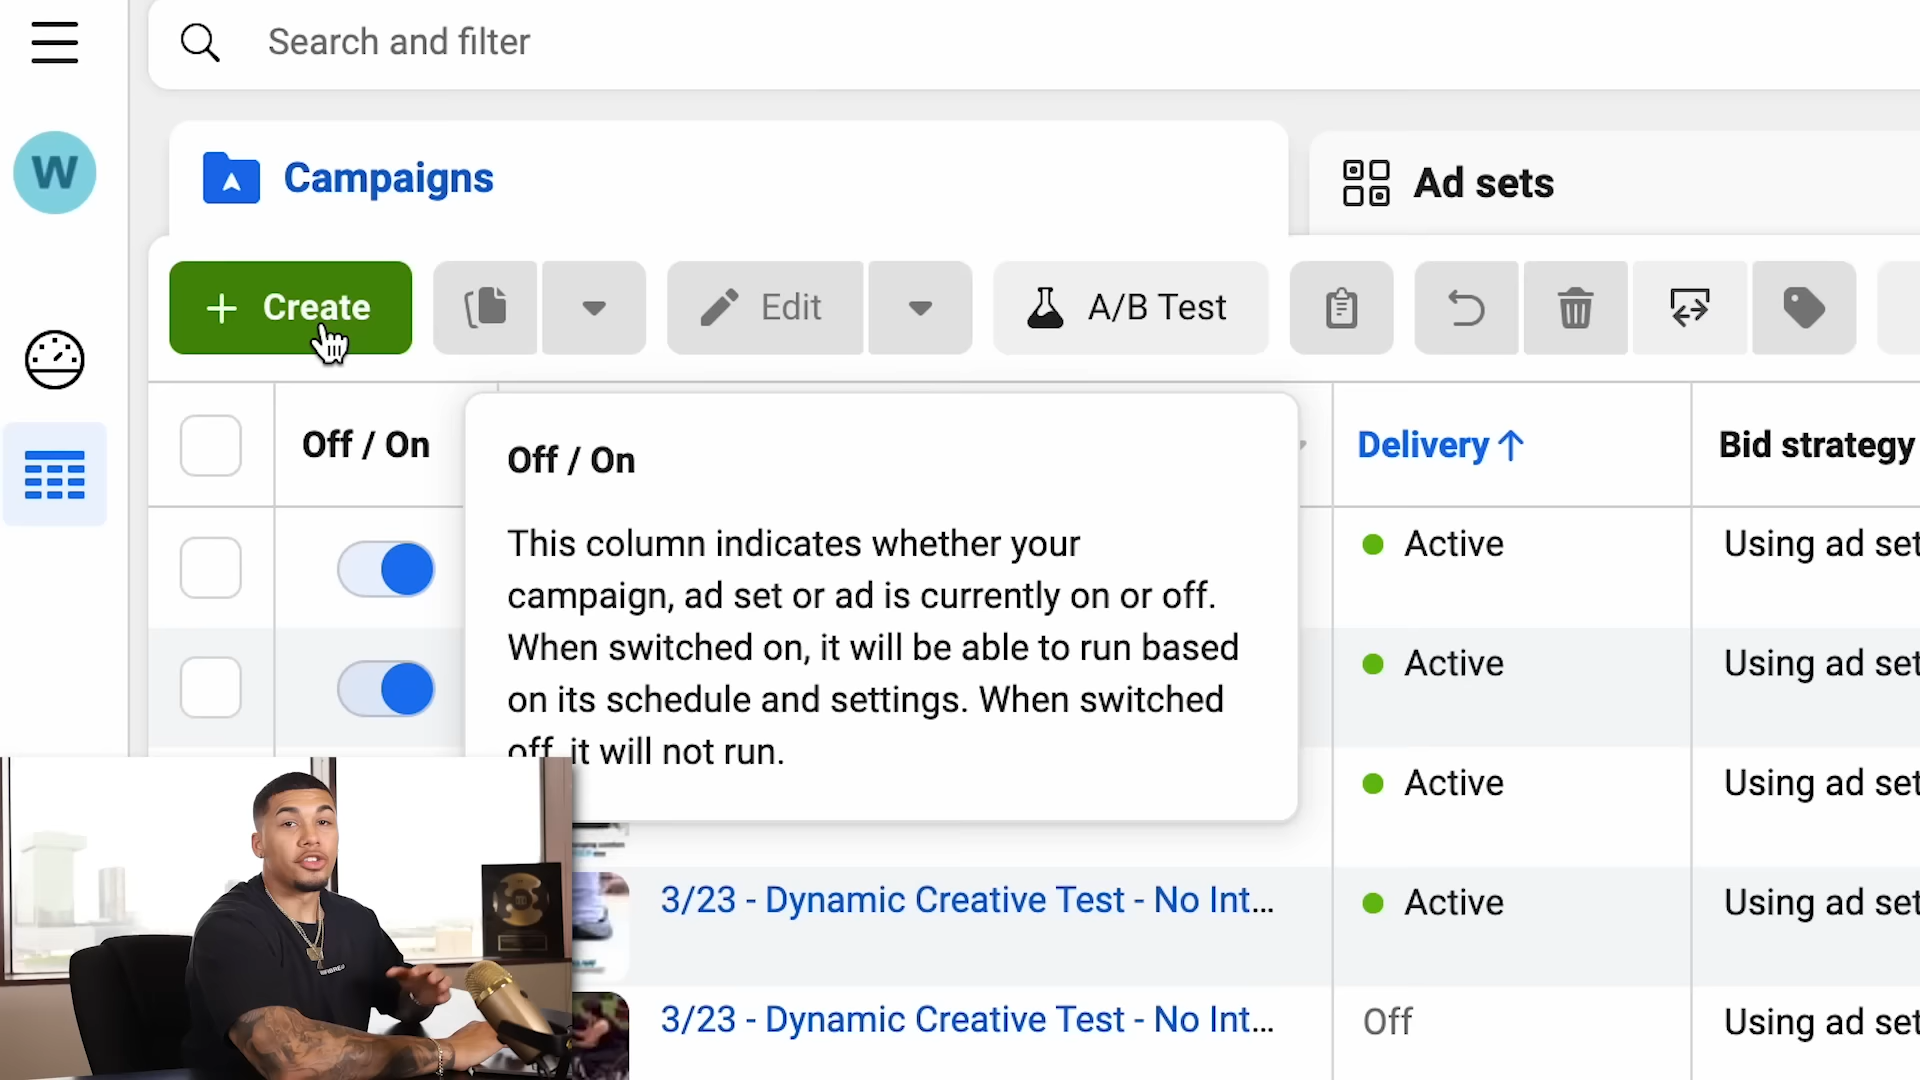 Search and filter
W
Campaigns
Ad sets
+ Create
Edit
A/B Test
Off / On
Delivery ↑
Bid strategy
Off / On
This column indicates whether your
campaign, ad set or ad is currently on or off.
When switched on, it will be able to run based
on its schedule and settings. When switched
off, it will not run.
Active
Using ad set
Active
Using ad set
Active
Using ad set
3/23 - Dynamic Creative Test - No Int...
Active
Using ad set
3/23 - Dynamic Creative Test - No Int...
Off
Using ad set